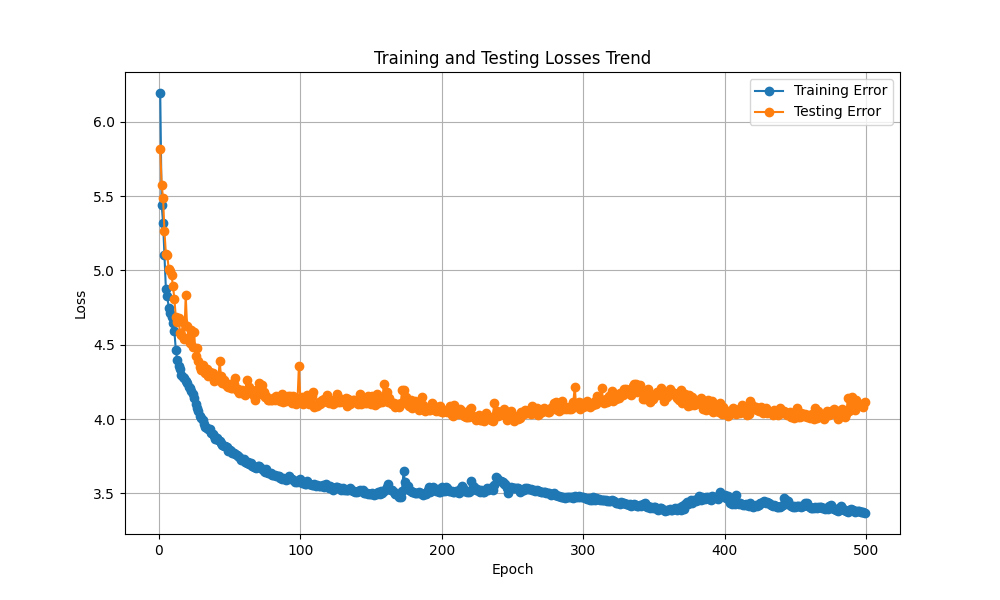 Training and Testing Losses Trend
Training Error
Testing Error
Loss
6.0
5.5
5.0
4.5
4.0
3.5
0 100 200 300 400 500
Epoch